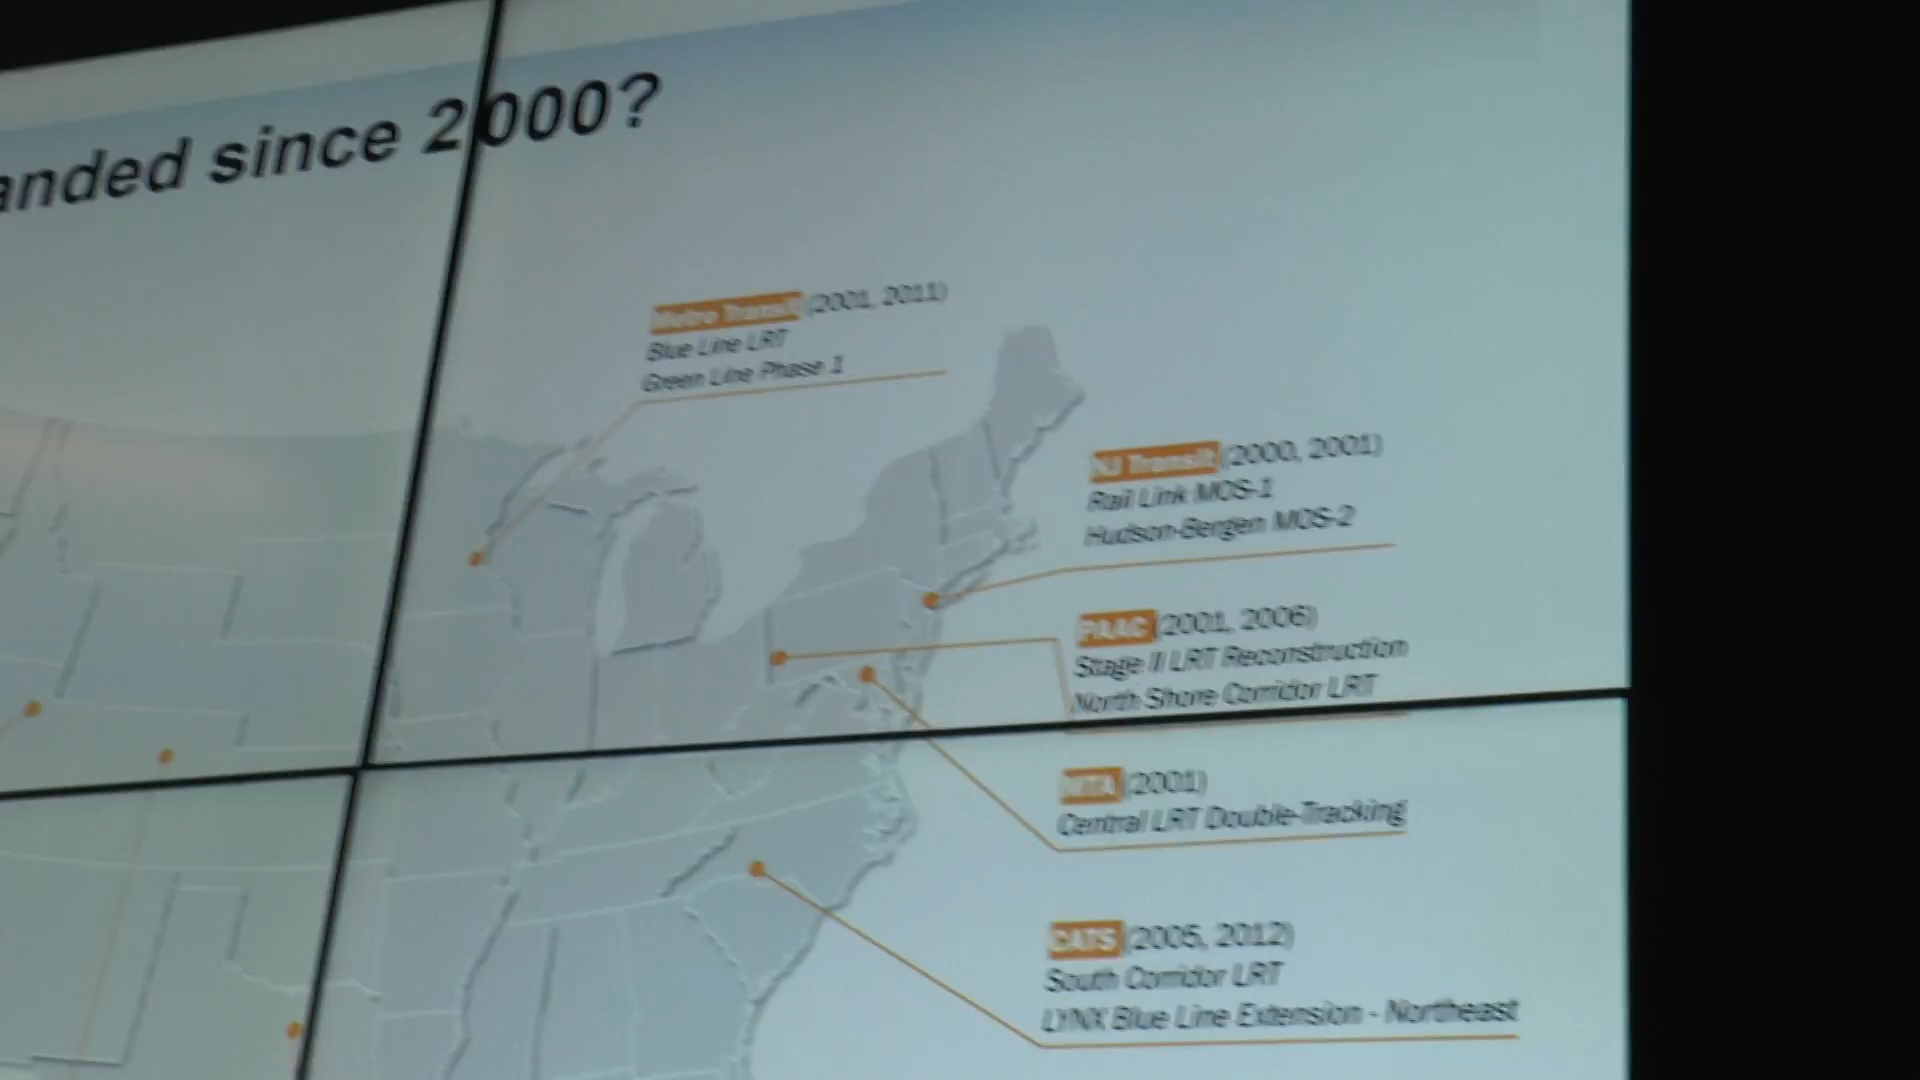 anded since 2000?
Metro Transit (2001, 2011)
Blue Line LRT
Green Line Phase 1
NJ Transit (2000, 2001)
Rail Link MOS-1
Hudson-Bergen MOS-2
PAAC (2001, 2006)
Stage II LRT Reconstruction
North Shore Corridor LRT
MTA (2001)
Central LRT Double-Tracking
CATS (2005, 2012)
South Corridor LRT
LYNX Blue Line Extension - Northeast